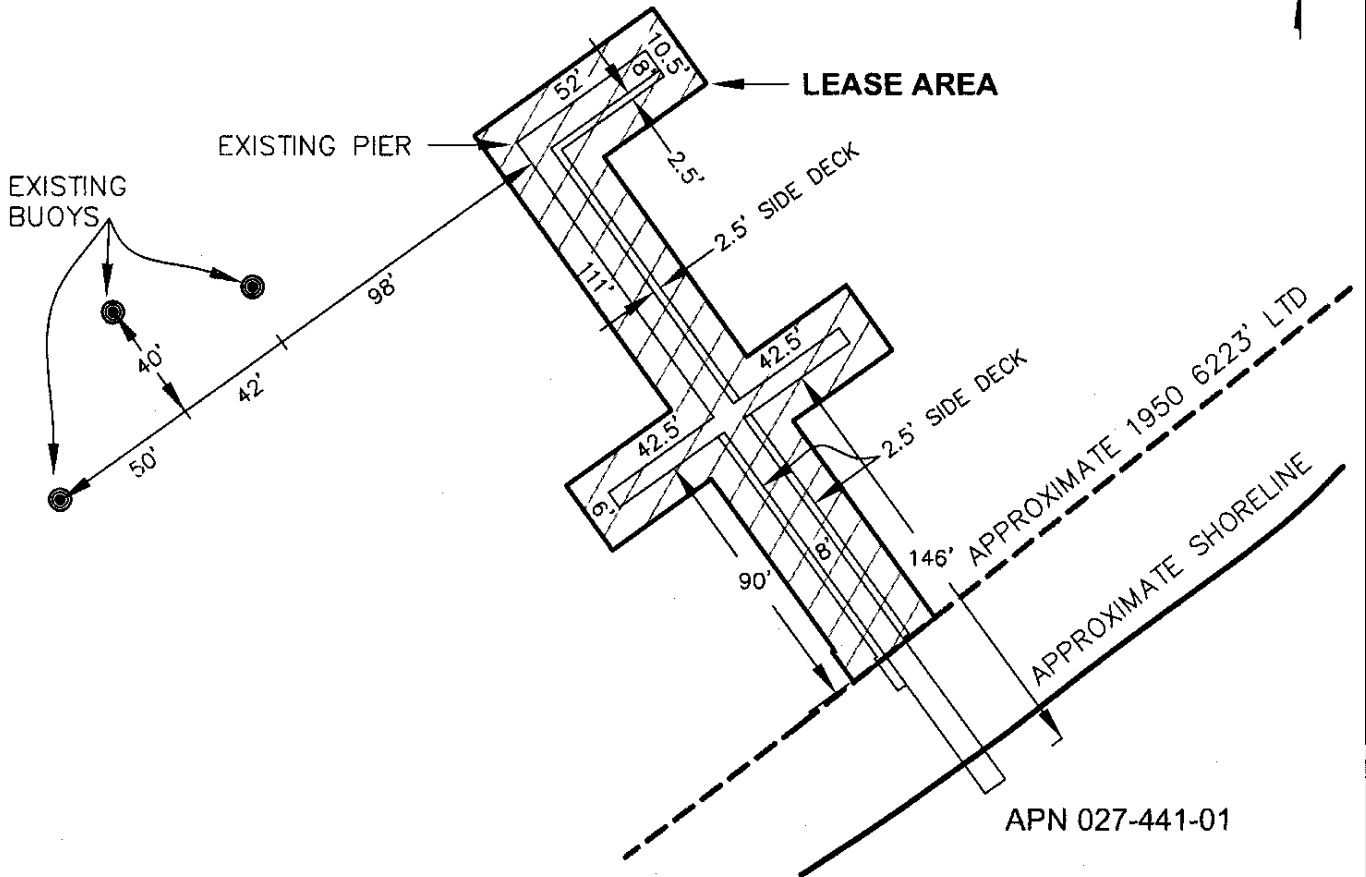 52'
8'
10.5'
LEASE AREA
EXISTING PIER
2.5'
EXISTING
BUOYS
2.5' SIDE DECK
98'
111'
40'
42'
50'
42.5'
42.5'
6'
2.5' SIDE DECK
8'
90'
146'
APPROXIMATE 1950 6223' LTD
APPROXIMATE SHORELINE
APN 027-441-01